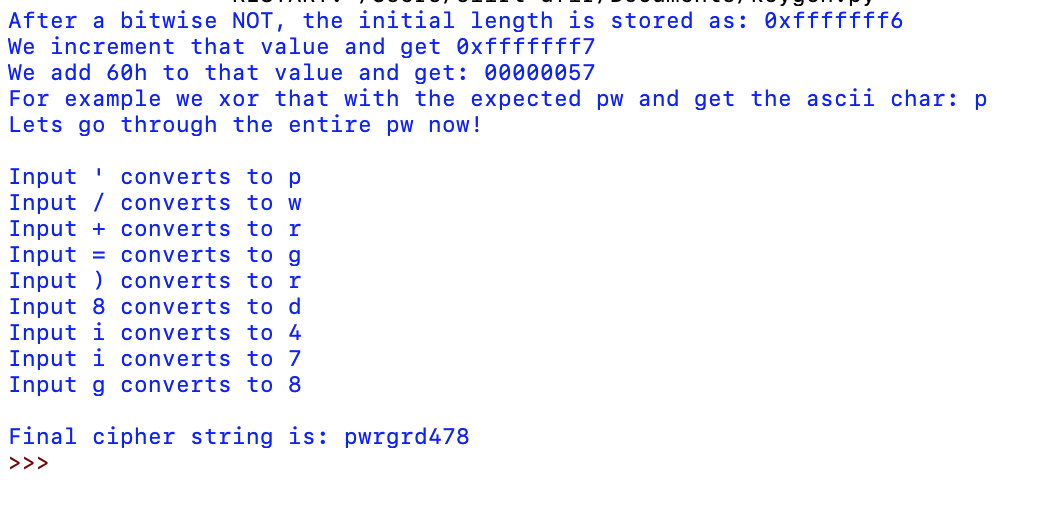 After a bitwise NOT, the initial length is stored as: 0xfffffff6
We increment that value and get 0xfffffff7
We add 60h to that value and get: 00000057
For example we xor that with the expected pw and get the ascii char: p
Lets go through the entire pw now!
Input ' converts to p
Input / converts to w
Input + converts to r
Input = converts to g
Input ) converts to r
Input 8 converts to d
Input i converts to 4
Input i converts to 7
Input g converts to 8
Final cipher string is: pwrgrd478
>>>